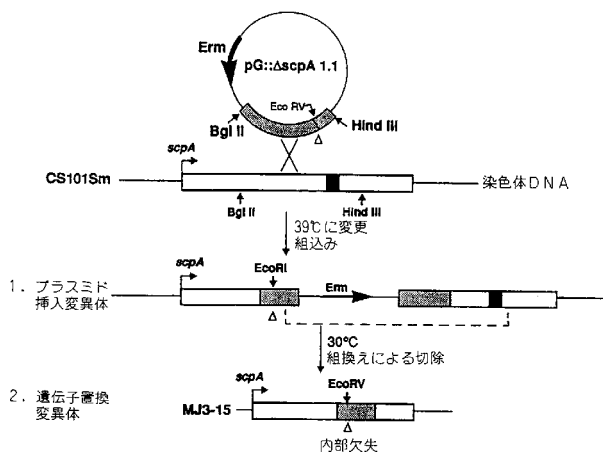 Erm
pG::ΔscpA 1.1
Eco RV
Bgl II
Hind III
Δ
scpA
CS101Sm
染色体DNA
Bgl II
Hind III
39℃に変更
組込み
scpA
EcoRI
Erm
1. プラスミド
挿入変異体
Δ
30℃
組換えによる切除
scpA
EcoRV
2. 遺伝子置換
変異体
MJ3-15
Δ
内部欠失